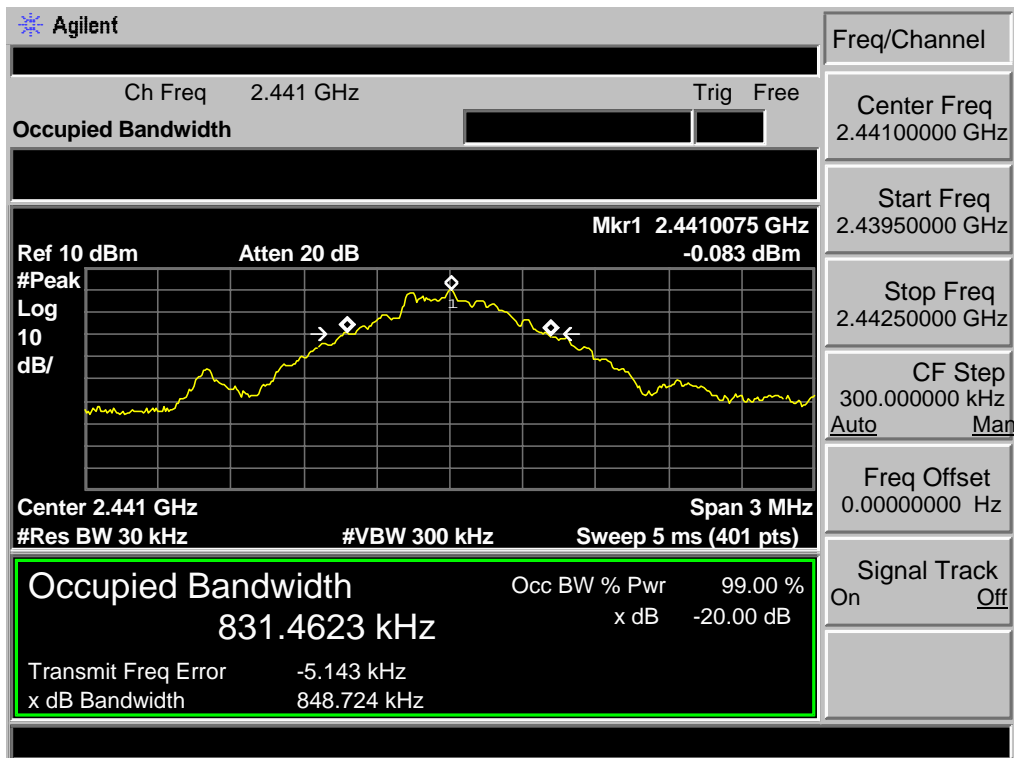 Agilent
Freq/Channel
Ch Freq 2.441 GHz Trig Free
Occupied Bandwidth
Center Freq
2.44100000 GHz
Start Freq
2.43950000 GHz
Stop Freq
2.44250000 GHz
CF Step
300.000000 kHz
Auto Man
Freq Offset
0.00000000 Hz
Signal Track
On Off
Mkr1 2.4410075 GHz
Ref 10 dBm Atten 20 dB -0.083 dBm
#Peak
Log
10
dB/
1
Center 2.441 GHz Span 3 MHz
#Res BW 30 kHz #VBW 300 kHz Sweep 5 ms (401 pts)
Occupied Bandwidth Occ BW % Pwr 99.00 %
831.4623 kHz x dB -20.00 dB
Transmit Freq Error -5.143 kHz
x dB Bandwidth 848.724 kHz